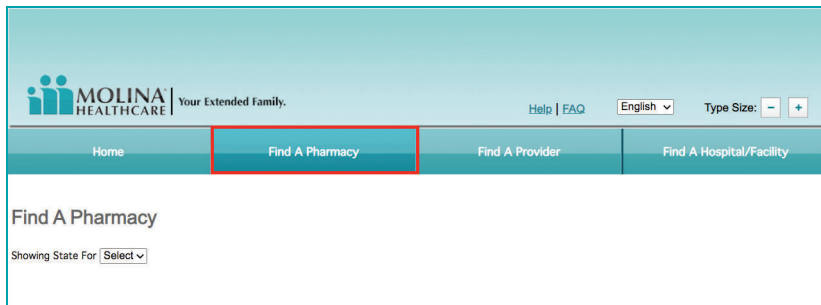 MOLINA HEALTHCARE Your Extended Family.
Help | FAQ English Type Size: - +
Home Find A Pharmacy Find A Provider Find A Hospital/Facility
Find A Pharmacy
Showing State For Select